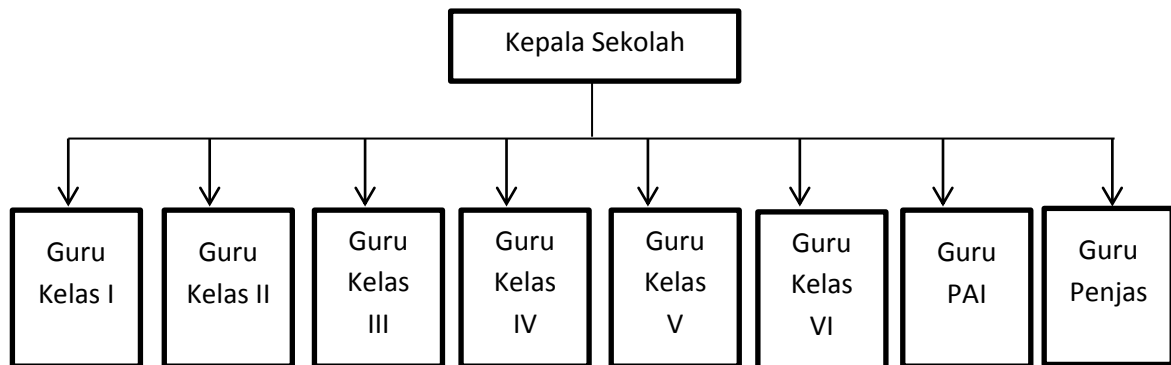 Kepala Sekolah
Guru
Kelas I
Guru
Kelas II
Guru
Kelas
III
Guru
Kelas
IV
Guru
Kelas
V
Guru
Kelas
VI
Guru
PAI
Guru
Penjas